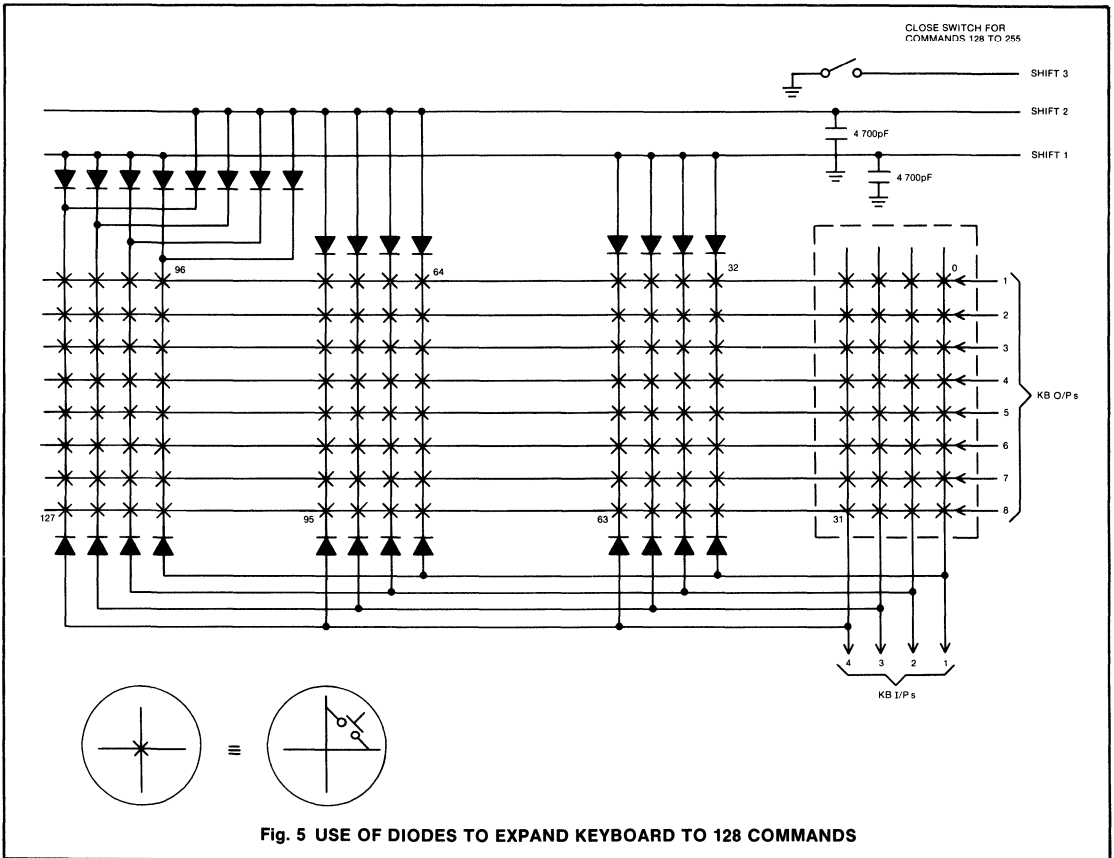 CLOSE SWITCH FOR
COMMANDS 128 TO 255
SHIFT 3
SHIFT 2
4 700pF
SHIFT 1
4 700pF
96
64
32
0
1
2
3
4
5
6
7
8
KB O/Ps
127
95
63
31
4 3 2 1
KB I/Ps
≡
Fig. 5 USE OF DIODES TO EXPAND KEYBOARD TO 128 COMMANDS